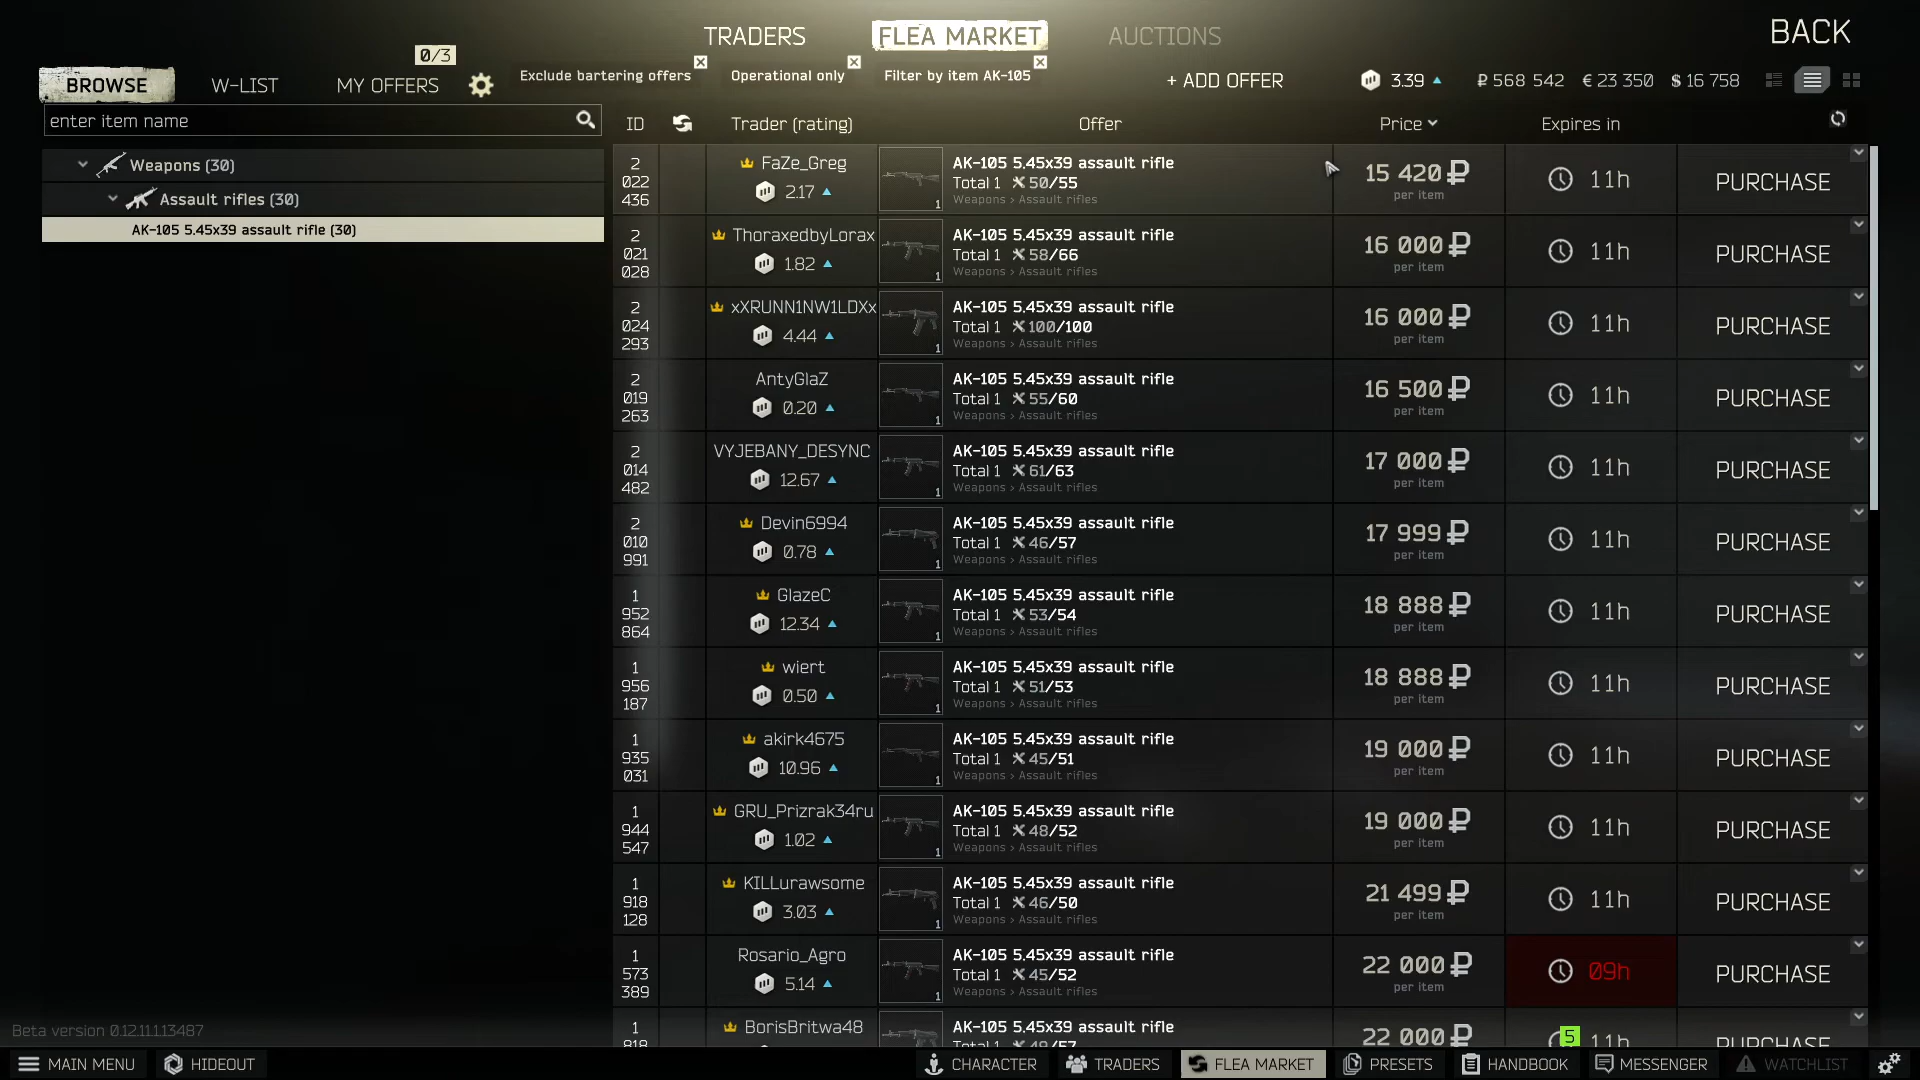 TRADERS
FLEA MARKET
AUCTIONS
BACK
0/3
BROWSE
W-LIST
MY OFFERS
Exclude bartering offers
Operational only
Filter by item AK-105
+ ADD OFFER
3.39
₽ 568 542
€ 23 350
$ 16 758
enter item name
Weapons (30)
Assault rifles (30)
AK-105 5.45x39 assault rifle (30)
ID
Trader (rating)
Offer
Price
Expires in
2 022 436
FaZe_Greg
2.17
1
AK-105 5.45x39 assault rifle
Total 1 50/55
Weapons > Assault rifles
15 420 ₽
per item
11h
PURCHASE
2 021 028
ThoraxedbyLorax
1.82
1
AK-105 5.45x39 assault rifle
Total 1 58/66
Weapons > Assault rifles
16 000 ₽
per item
11h
PURCHASE
2 024 293
xXRUNN1NW1LDXx
4.44
1
AK-105 5.45x39 assault rifle
Total 1 100/100
Weapons > Assault rifles
16 000 ₽
per item
11h
PURCHASE
2 019 263
AntyGlaZ
0.20
1
AK-105 5.45x39 assault rifle
Total 1 55/60
Weapons > Assault rifles
16 500 ₽
per item
11h
PURCHASE
2 014 482
VYJEBANY_DESYNC
12.67
1
AK-105 5.45x39 assault rifle
Total 1 61/63
Weapons > Assault rifles
17 000 ₽
per item
11h
PURCHASE
2 010 991
Devin6994
0.78
1
AK-105 5.45x39 assault rifle
Total 1 46/57
Weapons > Assault rifles
17 999 ₽
per item
11h
PURCHASE
1 952 864
GlazeC
12.34
1
AK-105 5.45x39 assault rifle
Total 1 53/54
Weapons > Assault rifles
18 888 ₽
per item
11h
PURCHASE
1 956 187
wiert
0.50
1
AK-105 5.45x39 assault rifle
Total 1 51/53
Weapons > Assault rifles
18 888 ₽
per item
11h
PURCHASE
1 935 031
akirk4675
10.96
1
AK-105 5.45x39 assault rifle
Total 1 45/51
Weapons > Assault rifles
19 000 ₽
per item
11h
PURCHASE
1 944 547
GRU_Prizrak34ru
1.02
1
AK-105 5.45x39 assault rifle
Total 1 48/52
Weapons > Assault rifles
19 000 ₽
per item
11h
PURCHASE
1 918 128
KILLurawsome
3.03
1
AK-105 5.45x39 assault rifle
Total 1 46/50
Weapons > Assault rifles
21 499 ₽
per item
11h
PURCHASE
1 573 389
Rosario_Agro
5.14
1
AK-105 5.45x39 assault rifle
Total 1 45/52
Weapons > Assault rifles
22 000 ₽
per item
09h
PURCHASE
1
BorisBritwa48
AK-105 5.45x39 assault rifle
22 000 ₽
11h
Beta version 0.12.11.1.13487
MAIN MENU
HIDEOUT
CHARACTER
TRADERS
FLEA MARKET
PRESETS
HANDBOOK
5
MESSENGER
WATCHLIST